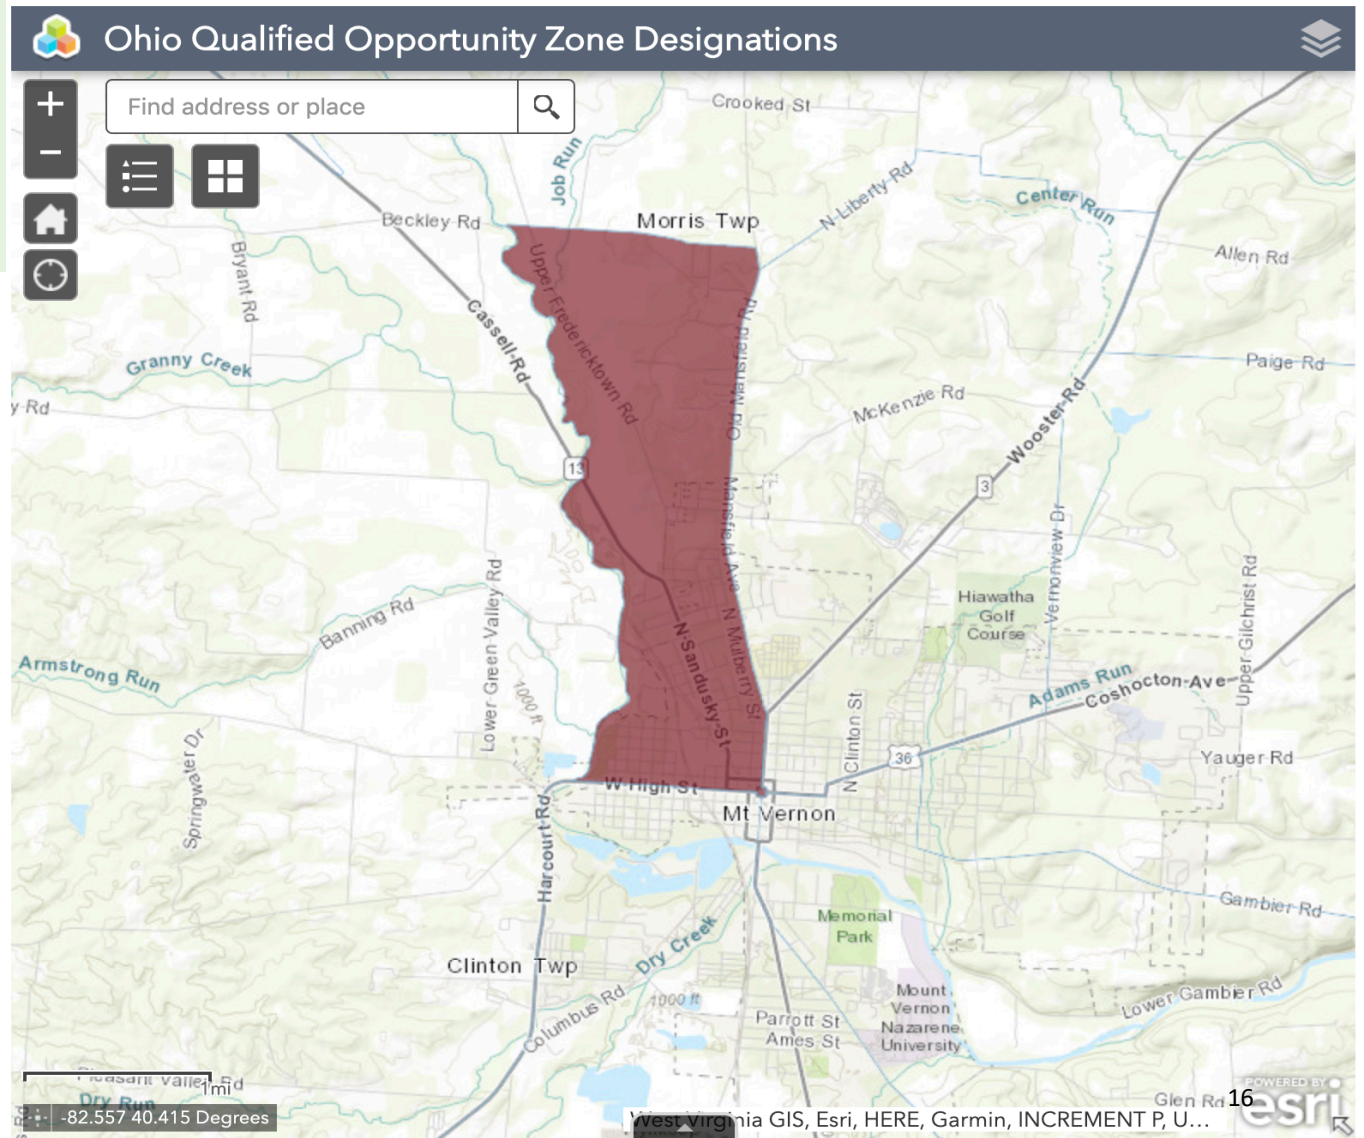 Ohio Qualified Opportunity Zone Designations
+
Find address or place
−
Crooked St
Job Run
N Liberty Rd
Center Run
Beckley Rd
Morris Twp
Allen Rd
Bryant Rd
Upper Fredericktown Rd
Cassell Rd
Old Mansfield Rd
Granny Creek
Paige Rd
y Rd
McKenzie Rd
Wooster Rd
13
3
Mansfield Ave
Vernonview Dr
Lower Green Valley Rd
Banning Rd
Hiawatha
Golf
Course
Upper Gilchrist Rd
N Mulberry St
N Sandusky St
Armstrong Run
1000 ft
Adams Run
Coshocton Ave
N Clinton St
Springwater Dr
36
Yauger Rd
W High St
Mt Vernon
Harcourt Rd
Gambier Rd
Memorial
Park
Dry Creek
Clinton Twp
Lower Gambier Rd
Columbus Rd
1000 ft
Mount
Vernon
Nazarene
University
Parrott St
Ames St
Pleasant Valley Rd
1mi
Dry Run
-82.557 40.415 Degrees
Glen Rd
16
POWERED BY
esri
West Virginia GIS, Esri, HERE, Garmin, INCREMENT P, U...